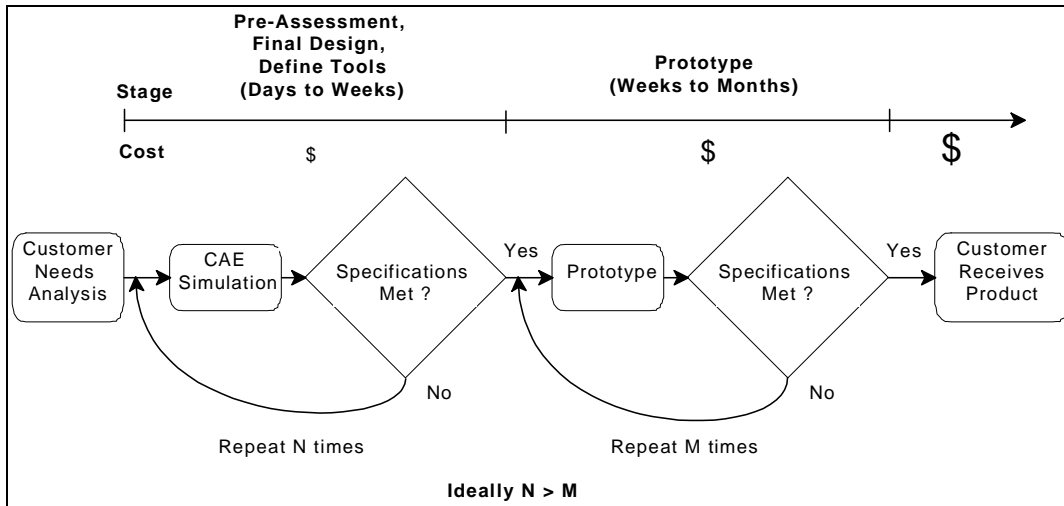 Pre-Assessment,
Final Design,
Define Tools
(Days to Weeks)
Prototype
(Weeks to Months)
Stage
Cost
$
$
$
Customer
Needs
Analysis
CAE
Simulation
Specifications
Met ?
Yes
No
Repeat N times
Prototype
Specifications
Met ?
Yes
No
Repeat M times
Customer
Receives
Product
Ideally N > M